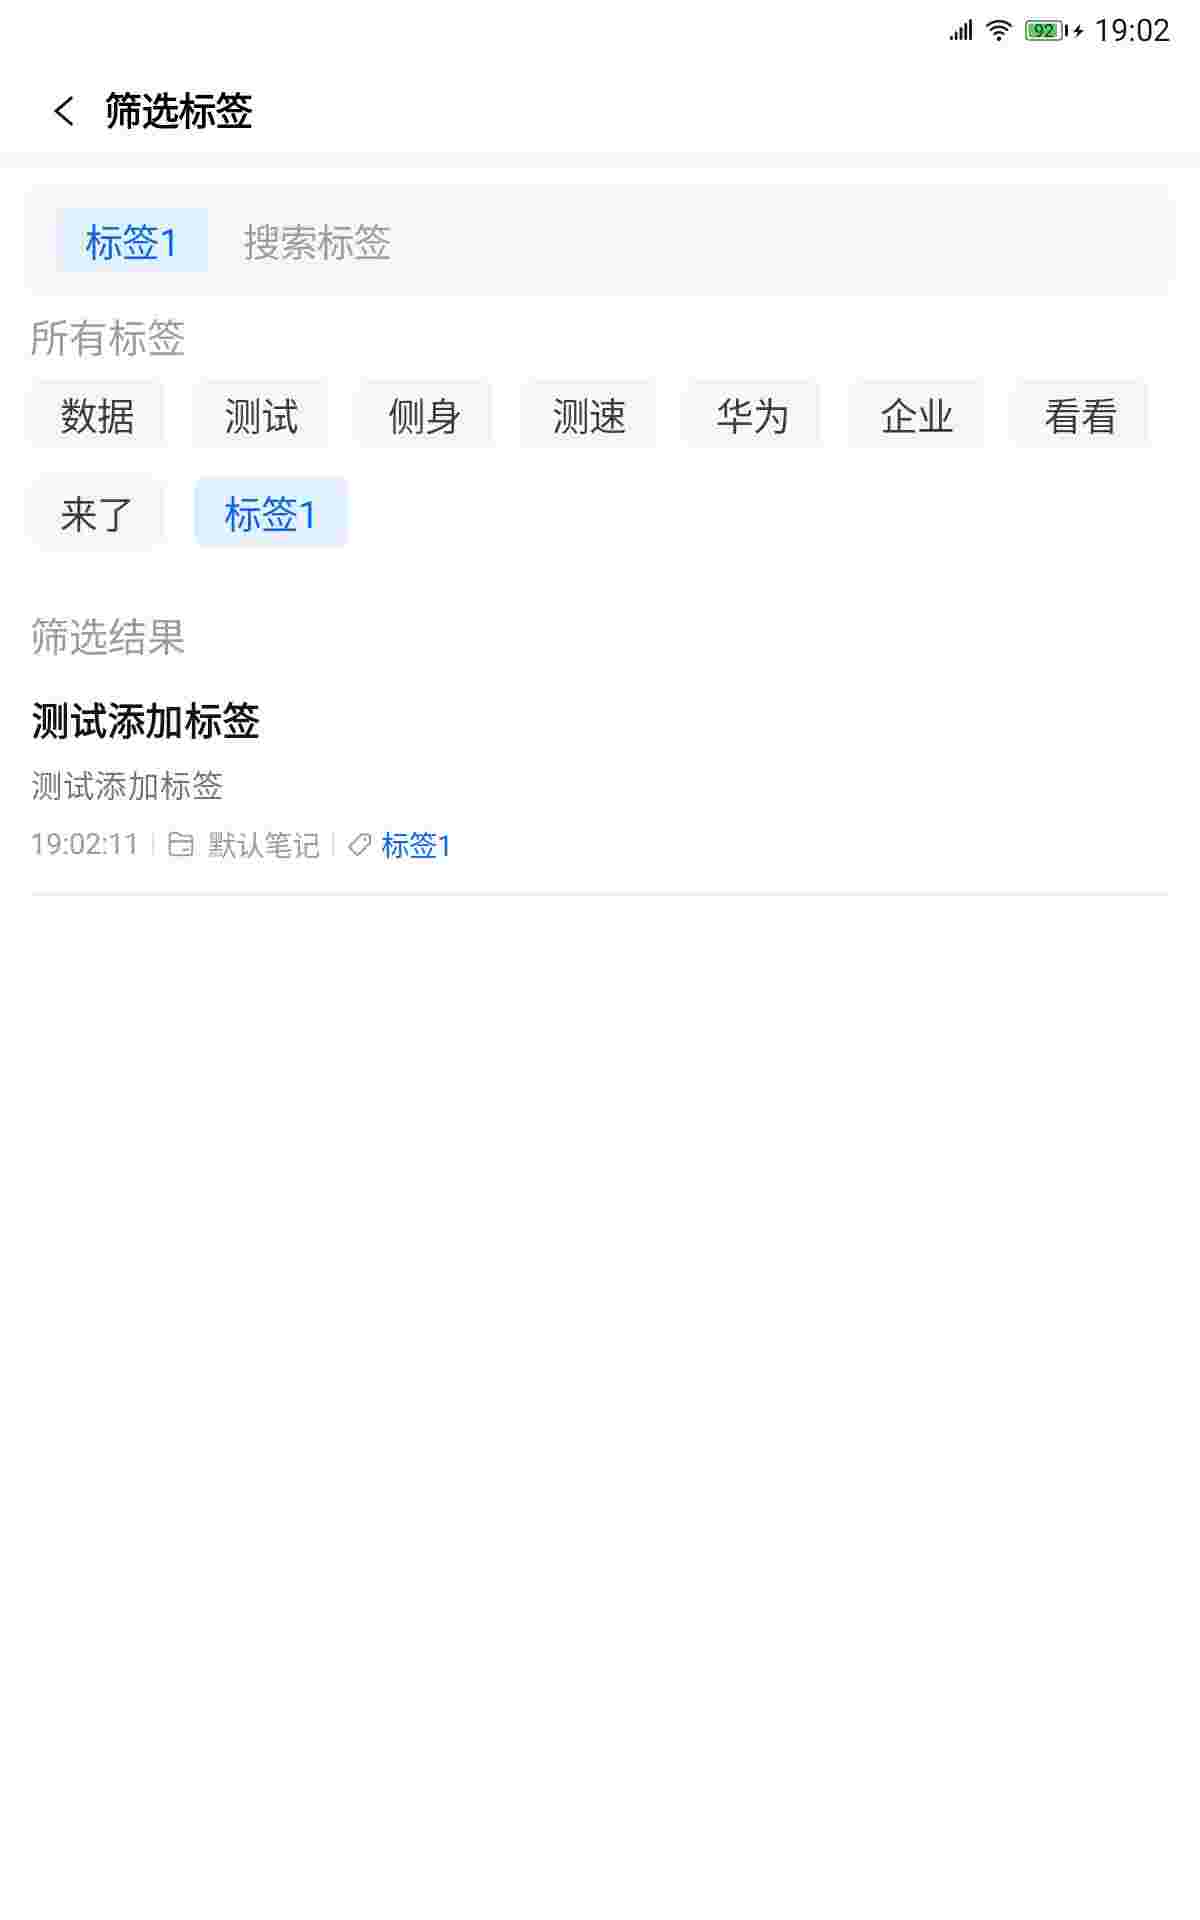 92 19:02
筛选标签
标签1 搜索标签
所有标签
数据 测试 侧身 测速 华为 企业 看看
来了 标签1
筛选结果
测试添加标签
测试添加标签
19:02:11 默认笔记 标签1